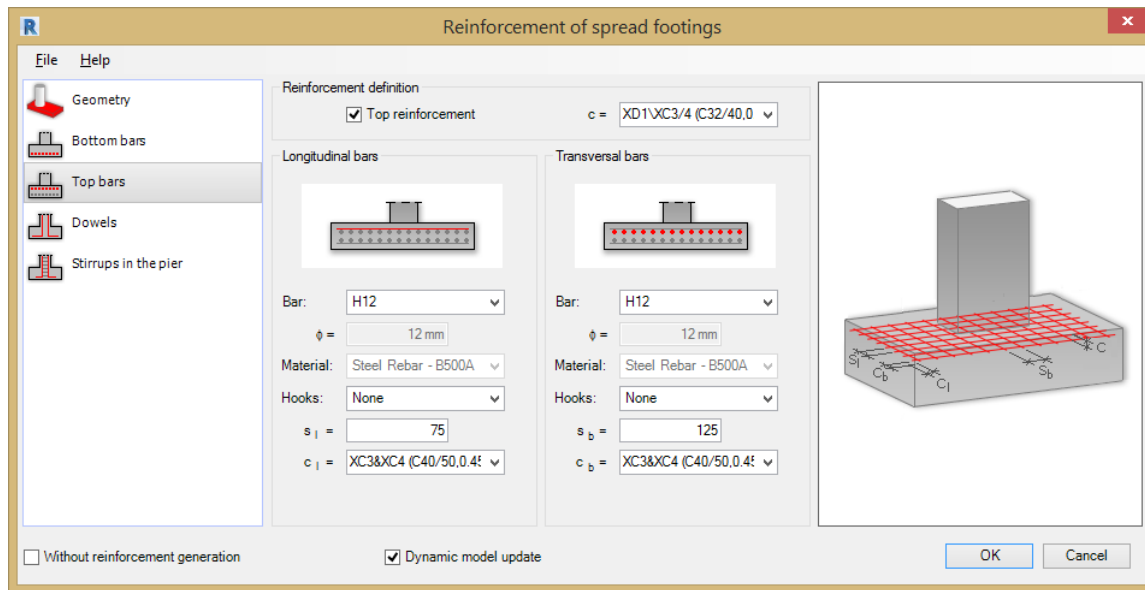 R
Reinforcement of spread footings
x
File Help
Geometry
Bottom bars
Top bars
Dowels
Stirrups in the pier
Reinforcement definition
Top reinforcement
c = XD1\XC3/4 (C32/40,0
Longitudinal bars
Bar: H12
ϕ = 12 mm
Material: Steel Rebar - B500A
Hooks: None
s l = 75
c l = XC3&XC4 (C40/50,0.45
Transversal bars
Bar: H12
ϕ = 12 mm
Material: Steel Rebar - B500A
Hooks: None
s b = 125
c b = XC3&XC4 (C40/50,0.45
Sl
Cb
Cl
Sb
C
Without reinforcement generation
Dynamic model update
OK
Cancel